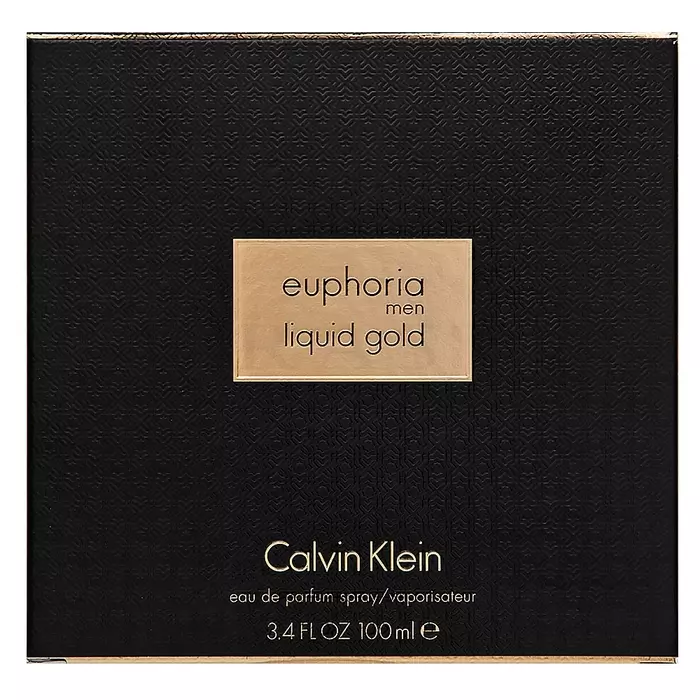 euphoria
men
liquid gold
Calvin Klein
eau de parfum spray/vaporisateur
3.4 FL OZ 100 ml ℮